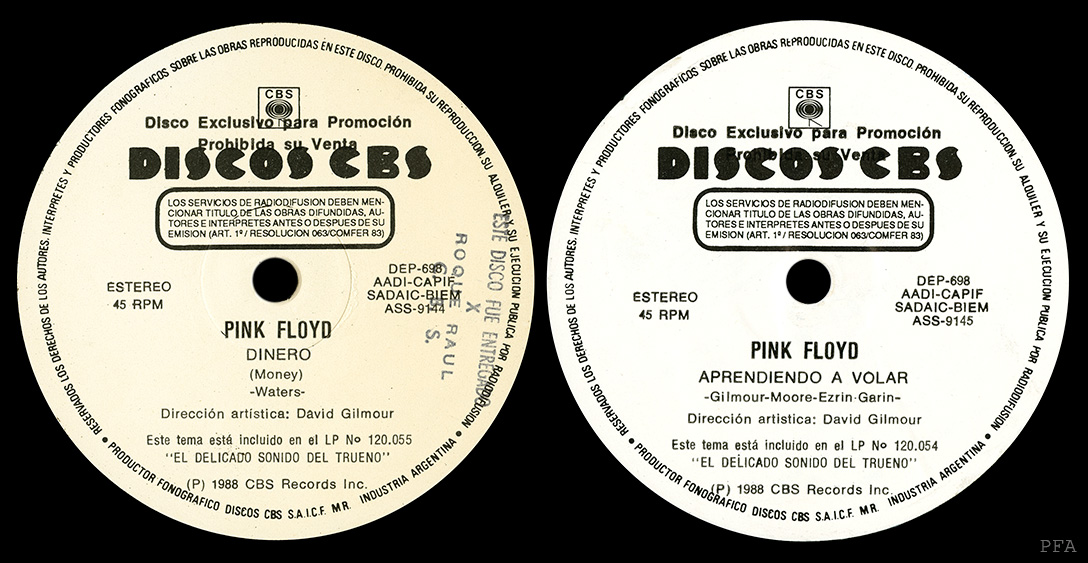 RESERVADOS LOS DERECHOS DE LOS AUTORES, INTERPRETES Y PRODUCTORES FONOGRAFICOS SOBRE LAS OBRAS REPRODUCIDAS EN ESTE DISCO. PROHIBIDA SU REPRODUCCION, SU ALQUILER Y SU EJECUCION PUBLICA POR RADIODIFUSION
CBS
Disco Exclusivo para Promoción
Prohibida su Venta
DISCOS CBS
LOS SERVICIOS DE RADIODIFUSION DEBEN MEN-
CIONAR TITULO DE LAS OBRAS DIFUNDIDAS, AU-
TORES E INTERPRETES ANTES O DESPUES DE SU
EMISION (ART. 1º / RESOLUCION 063/COMFER 83)
ESTEREO
45 RPM
DEP-698
AADI-CAPIF
SADAIC-BIEM
ASS-9144
ESTE DISCO FUE ENTREGADO
X
ROQUE RAUL
S.
PINK FLOYD
DINERO
(Money)
-Waters-
Dirección artística: David Gilmour
Este tema está incluido en el LP Nº 120.055
"EL DELICADO SONIDO DEL TRUENO"
(P) 1988 CBS Records Inc.
• PRODUCTOR FONOGRAFICO DISCOS CBS S.A.I.C.F. M.R. INDUSTRIA ARGENTINA •
RESERVADOS LOS DERECHOS DE LOS AUTORES, INTERPRETES Y PRODUCTORES FONOGRAFICOS SOBRE LAS OBRAS REPRODUCIDAS EN ESTE DISCO. PROHIBIDA SU REPRODUCCION, SU ALQUILER Y SU EJECUCION PUBLICA POR RADIODIFUSION
CBS
Disco Exclusivo para Promoción
Prohibida su Venta
DISCOS CBS
LOS SERVICIOS DE RADIODIFUSION DEBEN MEN-
CIONAR TITULO DE LAS OBRAS DIFUNDIDAS, AU-
TORES E INTERPRETES ANTES O DESPUES DE SU
EMISION (ART. 1º / RESOLUCION 063/COMFER 83)
ESTEREO
45 RPM
DEP-698
AADI-CAPIF
SADAIC-BIEM
ASS-9145
PINK FLOYD
APRENDIENDO A VOLAR
-Gilmour-Moore-Ezrin-Garin-
Dirección artistica: David Gilmour
Este tema está incluido en el LP Nº 120.054
"EL DELICADO SONIDO DEL TRUENO"
(P) 1988 CBS Records Inc.
• PRODUCTOR FONOGRAFICO DISCOS CBS S.A.I.C.F. M.R. INDUSTRIA ARGENTINA •
PFA